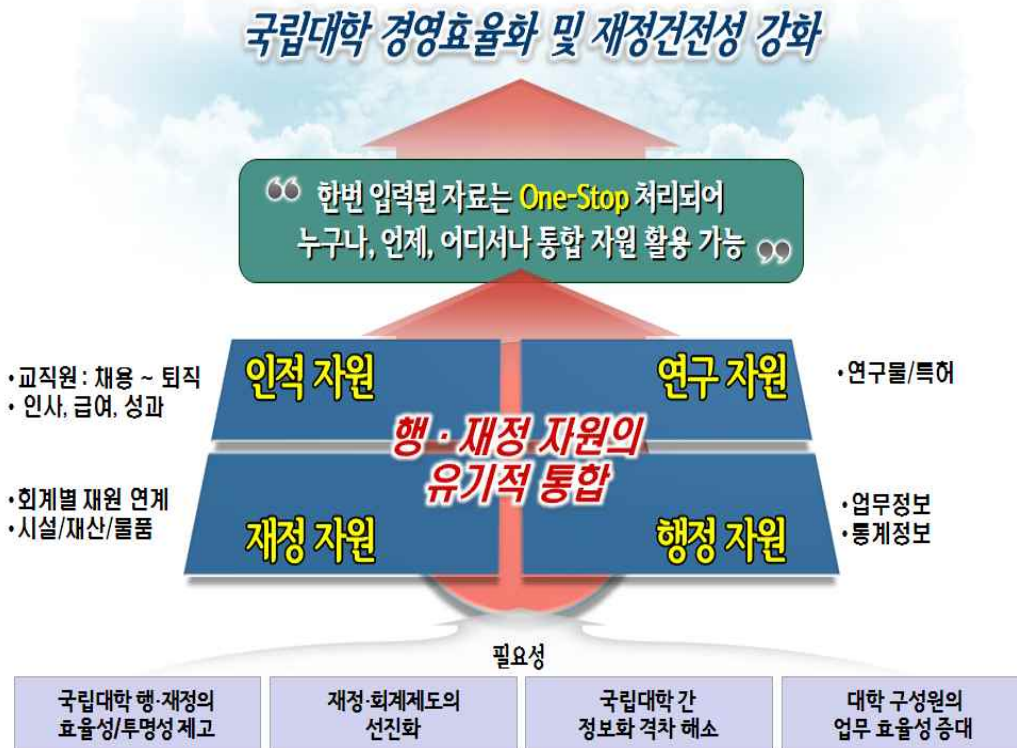 국립대학 경영효율화 및 재정건전성 강화
“ 한번 입력된 자료는 One-Stop 처리되어
누구나, 언제, 어디서나 통합 자원 활용 가능 ”
•교직원 : 채용 ~ 퇴직
• 인사, 급여, 성과
인적 자원
연구 자원
•연구물/특허
행 · 재정 자원의
유기적 통합
•회계별 재원 연계
•시설/재산/물품
재정 자원
행정 자원
•업무정보
•통계정보
필요성
국립대학 행·재정의
효율성/투명성 제고
재정·회계제도의
선진화
국립대학 간
정보화 격차 해소
대학 구성원의
업무 효율성 증대